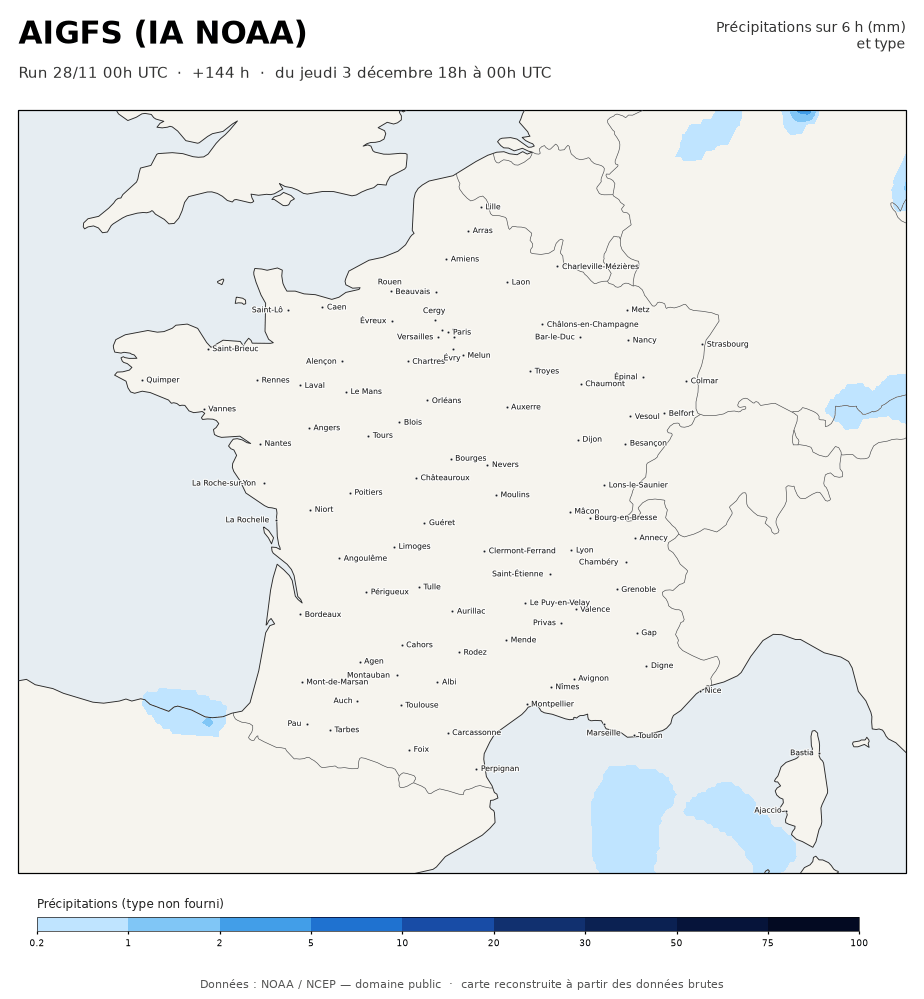 AIGFS (IA NOAA)
Précipitations sur 6 h (mm)
et type
Run 28/11 00h UTC · +144 h · du jeudi 3 décembre 18h à 00h UTC
Lille
Arras
Amiens
Charleville-Mézières
Rouen
Beauvais
Laon
Saint-Lô
Caen
Cergy
Metz
Évreux
Châlons-en-Champagne
Versailles
Paris
Bar-le-Duc
Nancy
Strasbourg
Saint-Brieuc
Alençon
Chartres
Évry
Melun
Quimper
Rennes
Laval
Troyes
Chaumont
Épinal
Colmar
Le Mans
Orléans
Auxerre
Vannes
Vesoul
Belfort
Angers
Blois
Tours
Nantes
Dijon
Besançon
Bourges
Nevers
La Roche-sur-Yon
Châteauroux
Lons-le-Saunier
Poitiers
Moulins
Niort
Mâcon
Bourg-en-Bresse
La Rochelle
Guéret
Annecy
Limoges
Angoulême
Clermont-Ferrand
Lyon
Chambéry
Saint-Étienne
Périgueux
Tulle
Grenoble
Bordeaux
Aurillac
Le Puy-en-Velay
Valence
Privas
Gap
Cahors
Mende
Rodez
Agen
Digne
Montauban
Mont-de-Marsan
Albi
Avignon
Nîmes
Nice
Auch
Toulouse
Montpellier
Pau
Tarbes
Carcassonne
Marseille
Toulon
Foix
Bastia
Perpignan
Ajaccio
Précipitations (type non fourni)
0.2 1 2 5 10 20 30 50 75 100
Données : NOAA / NCEP — domaine public · carte reconstruite à partir des données brutes